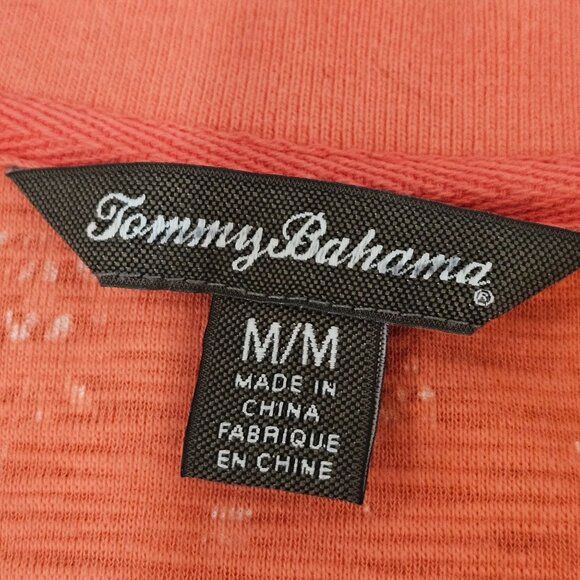 Tommy Bahama®
M/M
MADE IN
CHINA
FABRIQUE
EN CHINE